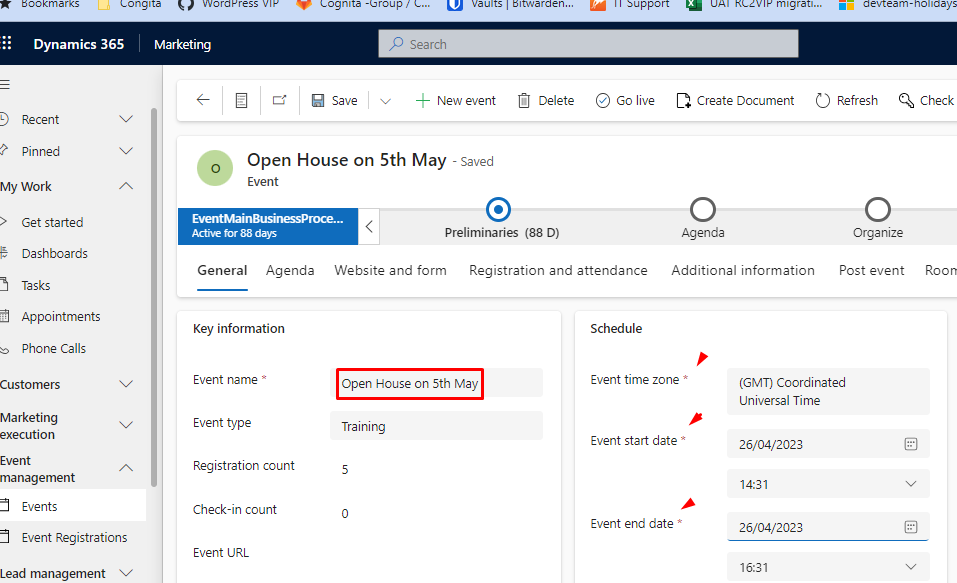 Bookmarks
Congita
WordPress VIP
Cognita -Group / C...
Vaults | Bitwarden...
IT Support
UAT RC2VIP migrati...
devteam-holidays
Dynamics 365
Marketing
Search
Save
New event
Delete
Go live
Create Document
Refresh
Check
Recent
Pinned
My Work
Get started
Dashboards
Tasks
Appointments
Phone Calls
Customers
Marketing
execution
Event
management
Events
Event Registrations
Lead management
O
Open House on 5th May - Saved
Event
EventMainBusinessProce...
Active for 88 days
Preliminaries (88 D)
Agenda
Organize
General
Agenda
Website and form
Registration and attendance
Additional information
Post event
Room
Key information
Event name *
Open House on 5th May
Event type
Training
Registration count
5
Check-in count
0
Event URL
Schedule
Event time zone *
(GMT) Coordinated
Universal Time
Event start date *
26/04/2023
14:31
Event end date *
26/04/2023
16:31